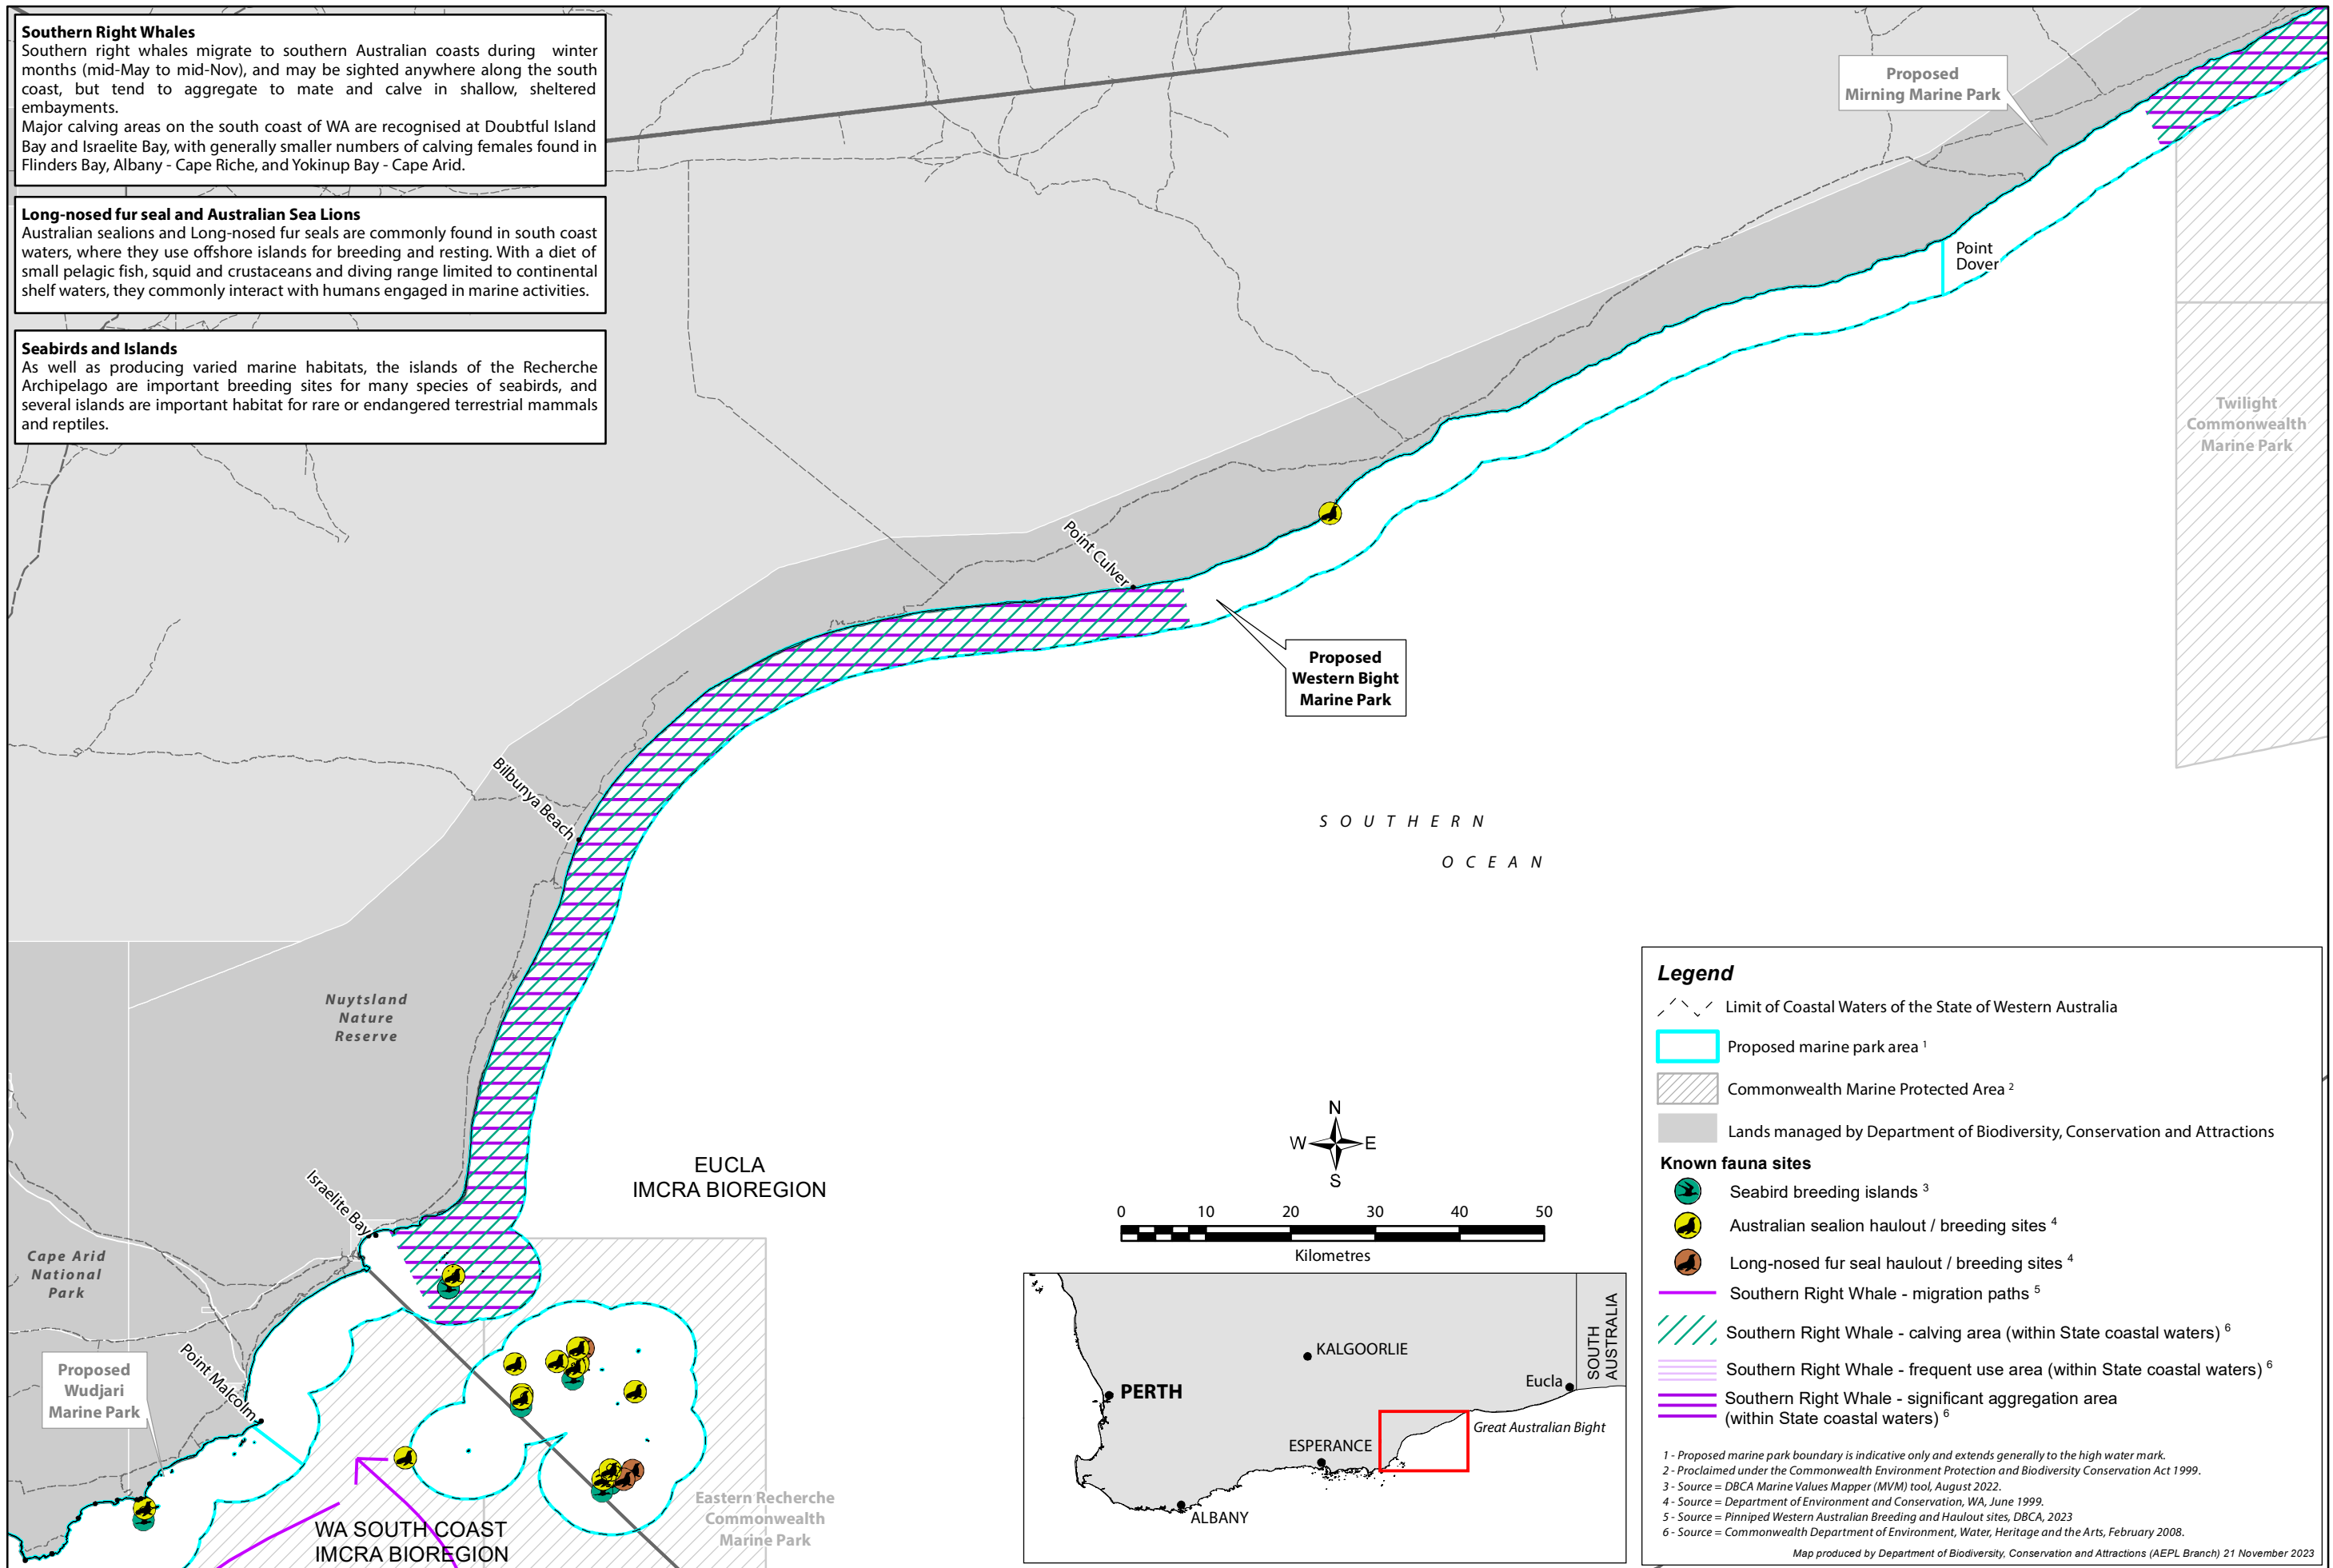 Southern Right Whales
Southern right whales migrate to southern Australian coasts during winter
months (mid-May to mid-Nov), and may be sighted anywhere along the south
coast, but tend to aggregate to mate and calve in shallow, sheltered
embayments.
Major calving areas on the south coast of WA are recognised at Doubtful Island
Bay and Israelite Bay, with generally smaller numbers of calving females found in
Flinders Bay, Albany - Cape Riche, and Yokinup Bay - Cape Arid.
Long-nosed fur seal and Australian Sea Lions
Australian sealions and Long-nosed fur seals are commonly found in south coast
waters, where they use offshore islands for breeding and resting. With a diet of
small pelagic fish, squid and crustaceans and diving range limited to continental
shelf waters, they commonly interact with humans engaged in marine activities.
Seabirds and Islands
As well as producing varied marine habitats, the islands of the Recherche
Archipelago are important breeding sites for many species of seabirds, and
several islands are important habitat for rare or endangered terrestrial mammals
and reptiles.
Proposed
Mirning Marine Park
Point
Dover
Twilight
Commonwealth
Marine Park
Point Culver
Proposed
Western Bight
Marine Park
Bilbunya Beach
SOUTHERN
OCEAN
Nuytsland
Nature
Reserve
EUCLA
IMCRA BIOREGION
Israelite Bay
Cape Arid
National
Park
Point Malcolm
Proposed
Wudjari
Marine Park
WA SOUTH COAST
IMCRA BIOREGION
Eastern Recherche
Commonwealth
Marine Park
N
W E
S
0 10 20 30 40 50
Kilometres
KALGOORLIE
PERTH
SOUTH
AUSTRALIA
Eucla
Great Australian Bight
ESPERANCE
ALBANY
Legend
Limit of Coastal Waters of the State of Western Australia
Proposed marine park area 1
Commonwealth Marine Protected Area 2
Lands managed by Department of Biodiversity, Conservation and Attractions
Known fauna sites
Seabird breeding islands 3
Australian sealion haulout / breeding sites 4
Long-nosed fur seal haulout / breeding sites 4
Southern Right Whale - migration paths 5
Southern Right Whale - calving area (within State coastal waters) 6
Southern Right Whale - frequent use area (within State coastal waters) 6
Southern Right Whale - significant aggregation area
(within State coastal waters) 6
1 - Proposed marine park boundary is indicative only and extends generally to the high water mark.
2 - Proclaimed under the Commonwealth Environment Protection and Biodiversity Conservation Act 1999.
3 - Source = DBCA Marine Values Mapper (MVM) tool, August 2022.
4 - Source = Department of Environment and Conservation, WA, June 1999.
5 - Source = Pinniped Western Australian Breeding and Haulout sites, DBCA, 2023
6 - Source = Commonwealth Department of Environment, Water, Heritage and the Arts, February 2008.
Map produced by Department of Biodiversity, Conservation and Attractions (AEPL Branch) 21 November 2023